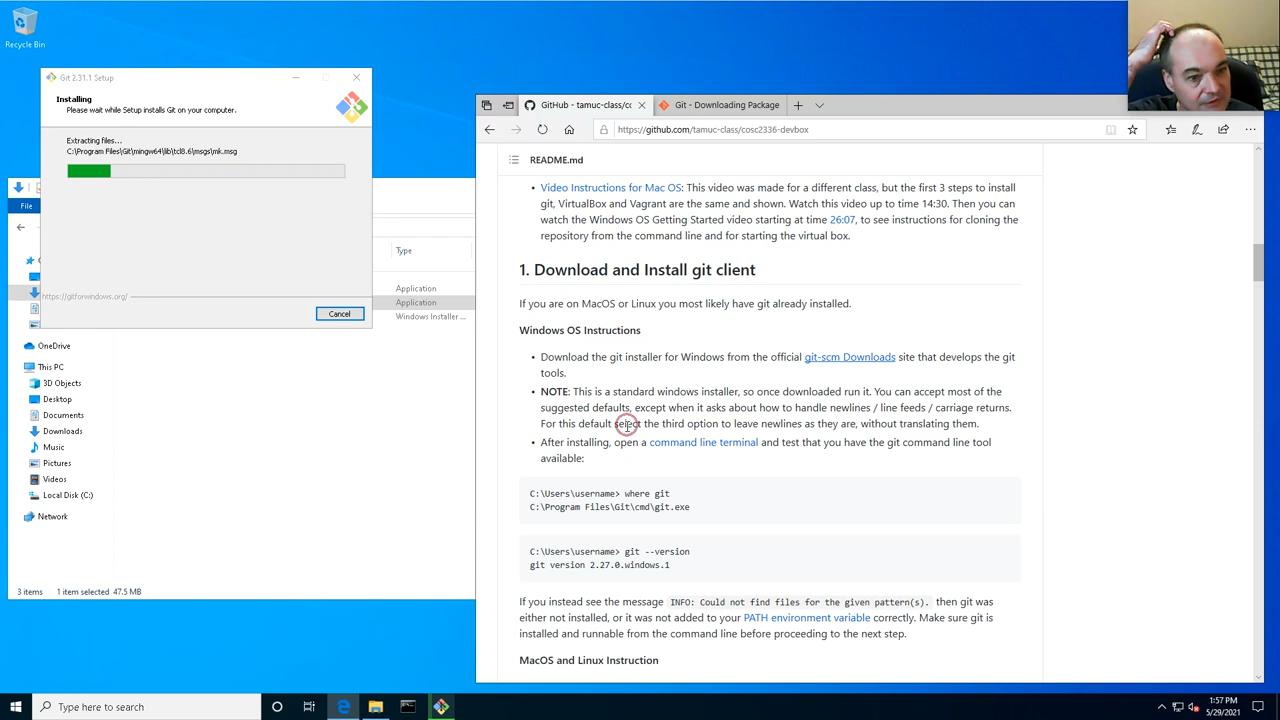 Recycle Bin
Git 2.31.1 Setup
Installing
Please wait while Setup installs Git on your computer.
Extracting files...
C:\Program Files\Git\mingw64\lib\tcl8.6\msgs\mk.msg
https://gitforwindows.org/
Cancel
File
Type
Application
Application
Windows Installer ...
OneDrive
This PC
3D Objects
Desktop
Documents
Downloads
Music
Pictures
Videos
Local Disk (C:)
Network
3 items
1 item selected 47.5 MB
GitHub - tamuc-class/co
Git - Downloading Package
https://github.com/tamuc-class/cosc2336-devbox
README.md
• Video Instructions for Mac OS: This video was made for a different class, but the first 3 steps to install
git, VirtualBox and Vagrant are the same and shown. Watch this video up to time 14:30. Then you can
watch the Windows OS Getting Started video starting at time 26:07, to see instructions for cloning the
repository from the command line and for starting the virtual box.
1. Download and Install git client
If you are on MacOS or Linux you most likely have git already installed.
Windows OS Instructions
• Download the git installer for Windows from the official git-scm Downloads site that develops the git
tools.
• NOTE: This is a standard windows installer, so once downloaded run it. You can accept most of the
suggested defaults, except when it asks about how to handle newlines / line feeds / carriage returns.
For this default select the third option to leave newlines as they are, without translating them.
• After installing, open a command line terminal and test that you have the git command line tool
available:
C:\Users\username> where git
C:\Program Files\Git\cmd\git.exe
C:\Users\username> git --version
git version 2.27.0.windows.1
If you instead see the message INFO: Could not find files for the given pattern(s). then git was
either not installed, or it was not added to your PATH environment variable correctly. Make sure git is
installed and runnable from the command line before proceeding to the next step.
MacOS and Linux Instruction
Type here to search
1:57 PM
5/29/2021